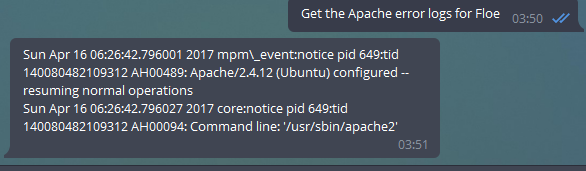 Get the Apache error logs for Floe
03:50
Sun Apr 16 06:26:42.796001 2017 mpm\_event:notice pid 649:tid
140080482109312 AH00489: Apache/2.4.12 (Ubuntu) configured --
resuming normal operations
Sun Apr 16 06:26:42.796027 2017 core:notice pid 649:tid
140080482109312 AH00094: Command line: '/usr/sbin/apache2'
03:51